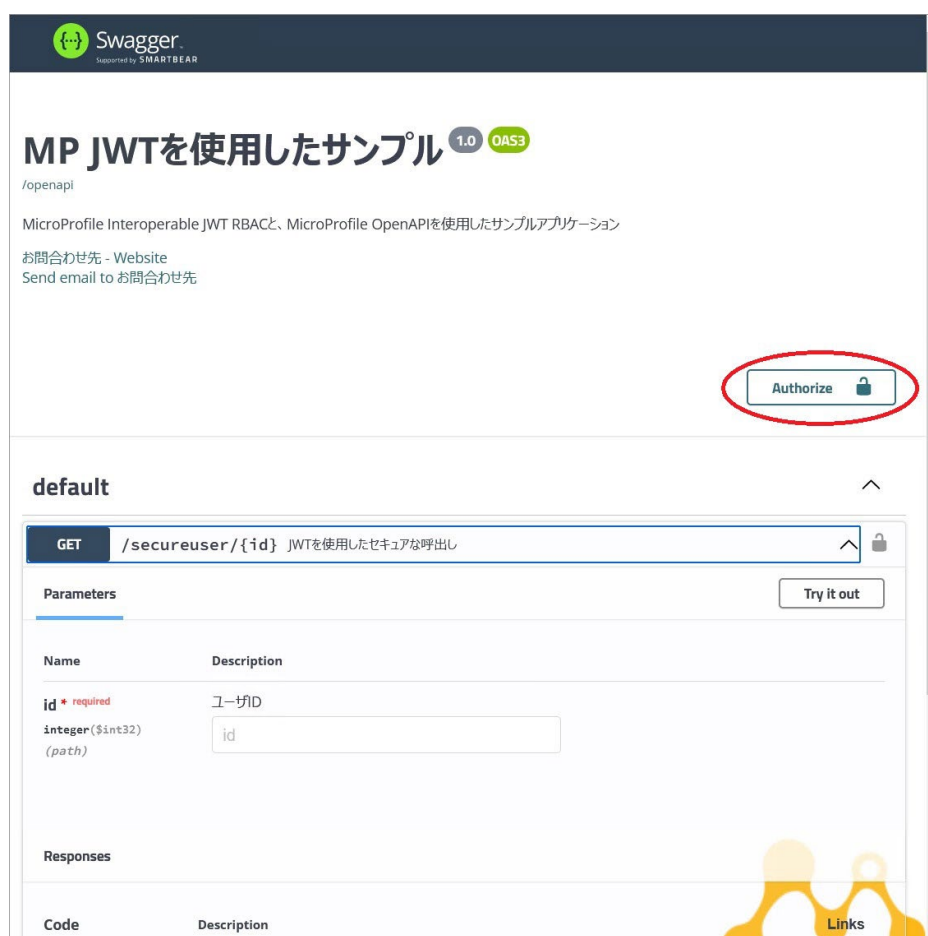 Swagger.
Supported by SMARTBEAR
MP JWTを使用したサンプル 1.0 OAS3
/openapi
MicroProfile Interoperable JWT RBACと、MicroProfile OpenAPIを使用したサンプルアプリケーション
お問合わせ先 - Website
Send email to お問合わせ先
Authorize
default
GET /secureuser/{id} JWTを使用したセキュアな呼出し
Parameters Try it out
Name Description
id * required ユーザID
integer($int32) id
(path)
Responses
Code Description Links